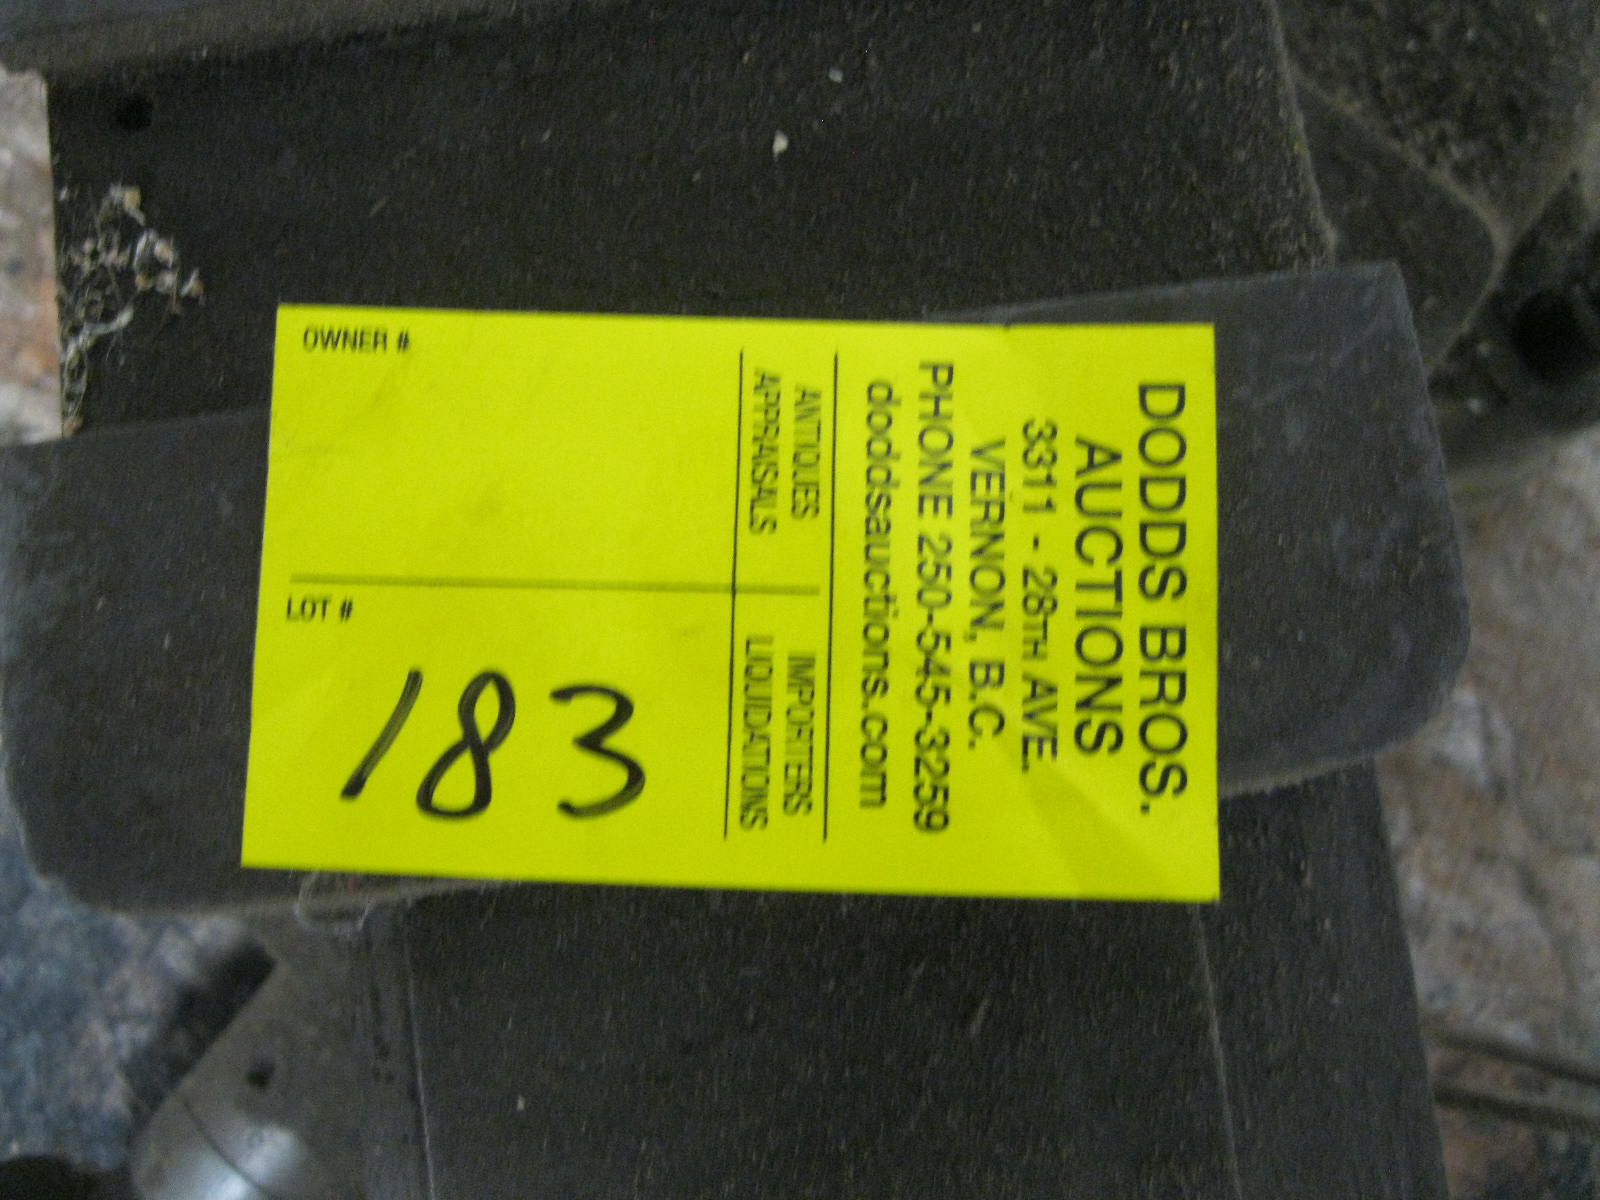 DODDS BROS.
AUCTIONS
3311 - 28TH AVE.
VERNON, B.C.
PHONE 250-545-3259
doddsauctions.com
ANTIQUES IMPORTERS
APPRAISALS LIQUIDATIONS
OWNER #
LOT #
183